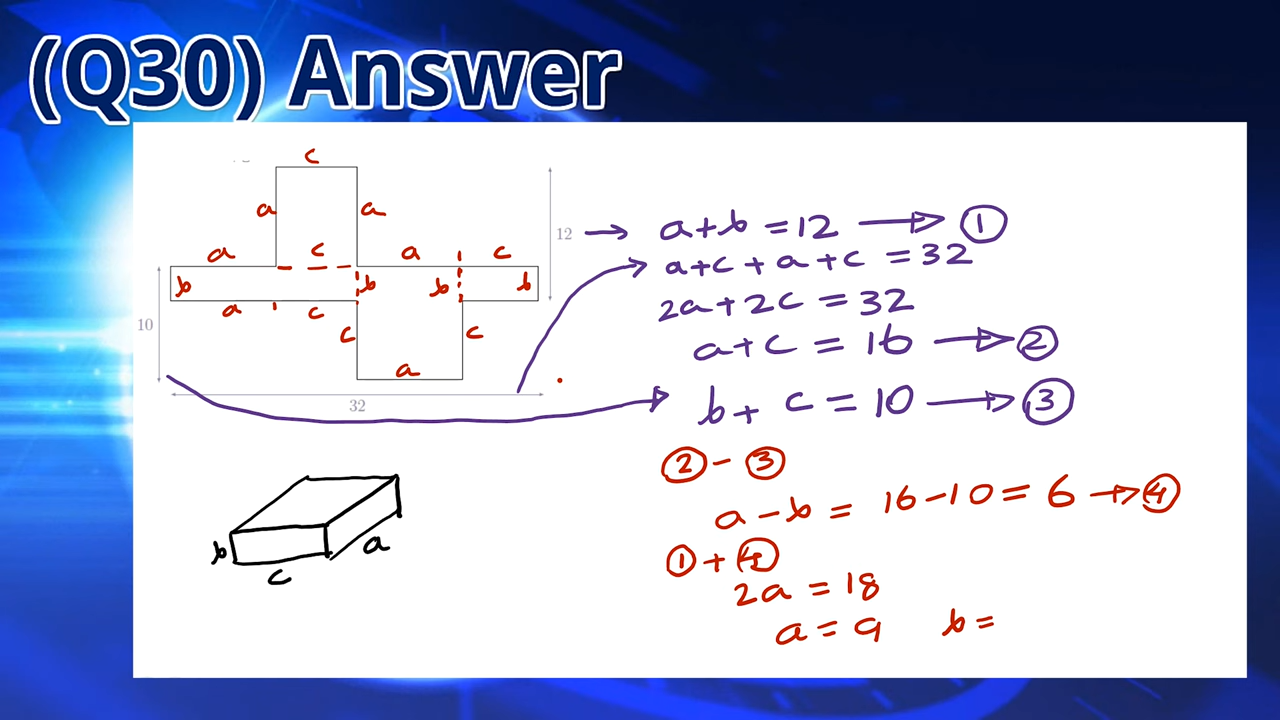 (Q30) Answer
c
a a
12
a c a c
b b b b
a c
c c
10
a
32
a+b = 12 ①
a+c+a+c = 32
2a+2c = 32
a+c = 16 ②
b+c = 10 ③
② - ③
a-b = 16-10 = 6 ④
① + ④
2a = 18
a = 9 b =
b
c
a